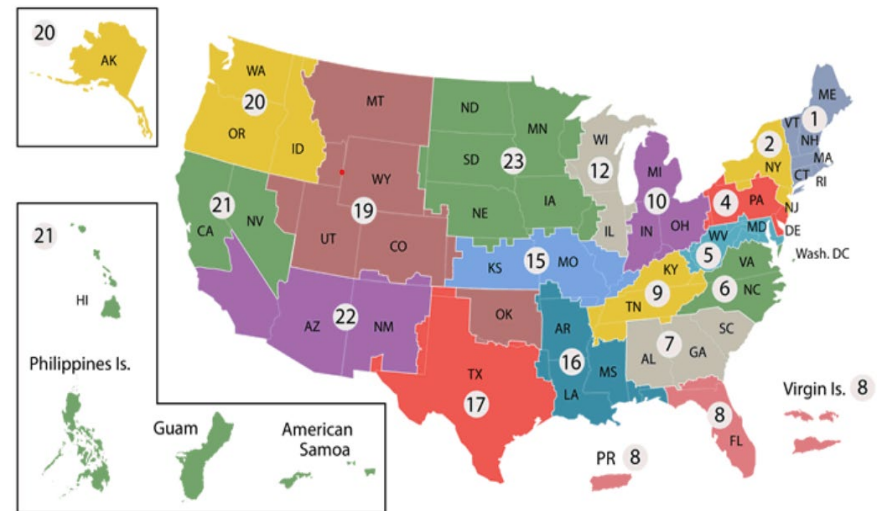 20
AK
WA
20
OR
ID
MT
WY
19
UT
CO
OK
ND
MN
SD
23
NE
IA
WI
12
IL
MI
10
IN
OH
ME
VT
1
NH
MA
CT
RI
2
NY
NJ
4
PA
DE
MD
WV
5
Wash. DC
VA
6
NC
KY
9
TN
KS
15
MO
21
CA
NV
AZ
22
NM
TX
17
AR
16
MS
LA
SC
7
AL
GA
8
FL
Virgin Is. 8
PR 8
21
HI
Philippines Is.
Guam
American
Samoa